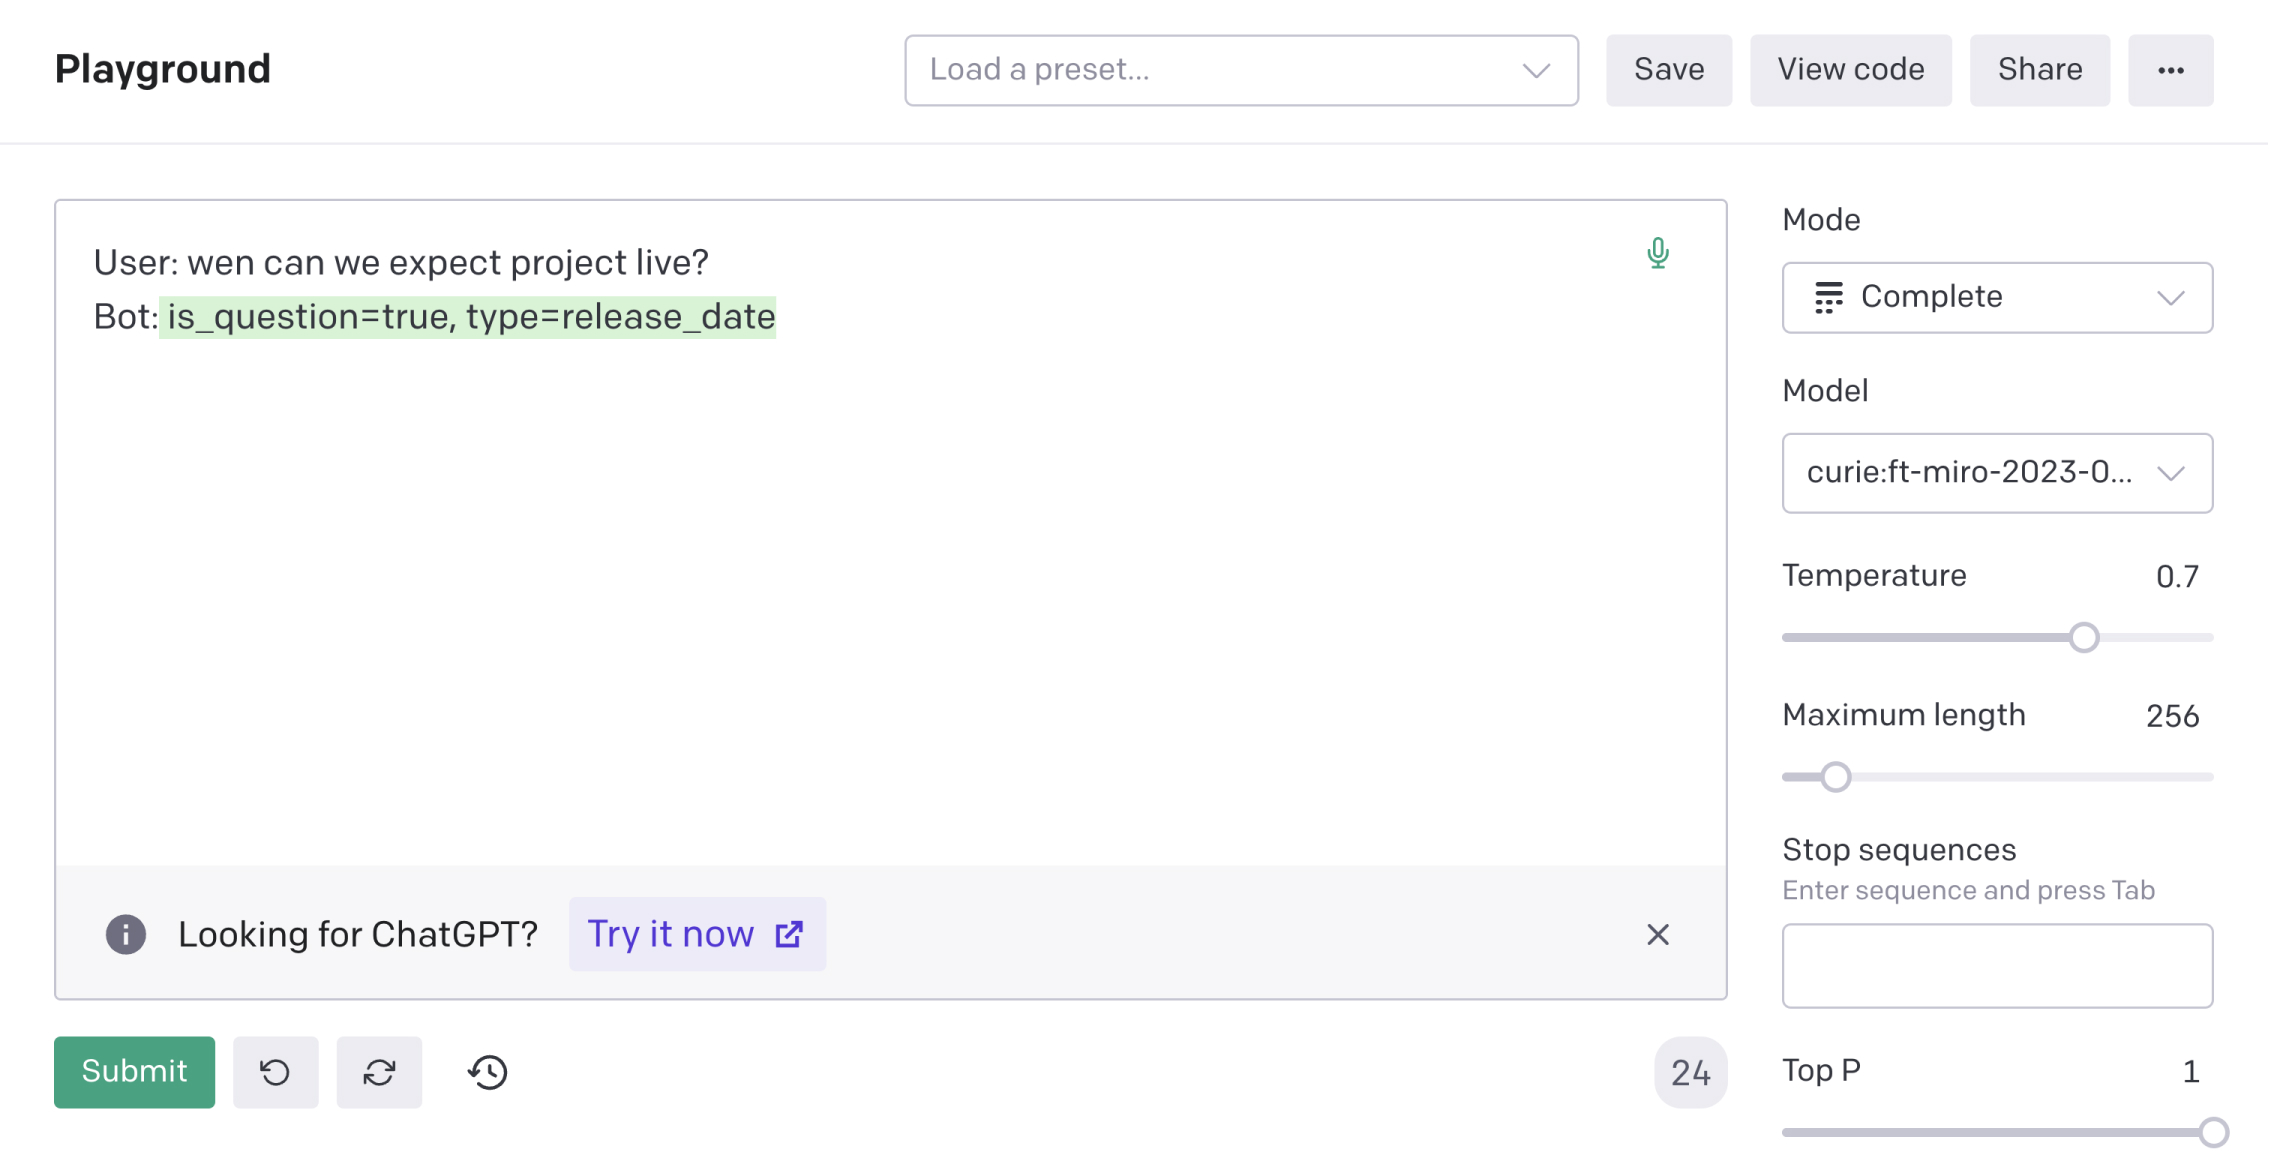 Playground
Load a preset...
Save
View code
Share
User: wen can we expect project live?
Bot: is_question=true, type=release_date
Looking for ChatGPT?
Try it now
Submit
24
Mode
Complete
Model
curie:ft-miro-2023-0...
Temperature
0.7
Maximum length
256
Stop sequences
Enter sequence and press Tab
Top P
1